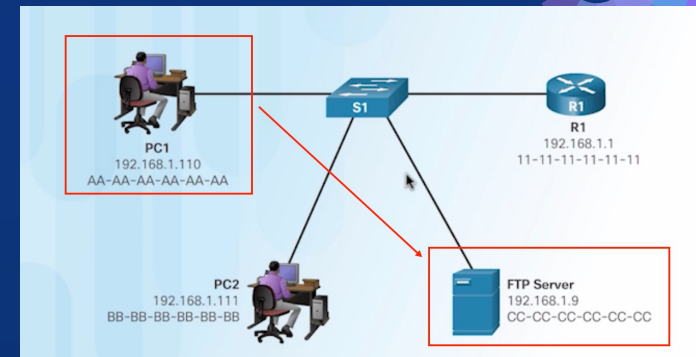 S1
R1
R1
192.168.1.1
11-11-11-11-11-11
PC1
192.168.1.110
AA-AA-AA-AA-AA-AA
PC2
192.168.1.111
BB-BB-BB-BB-BB-BB
FTP Server
192.168.1.9
CC-CC-CC-CC-CC-CC